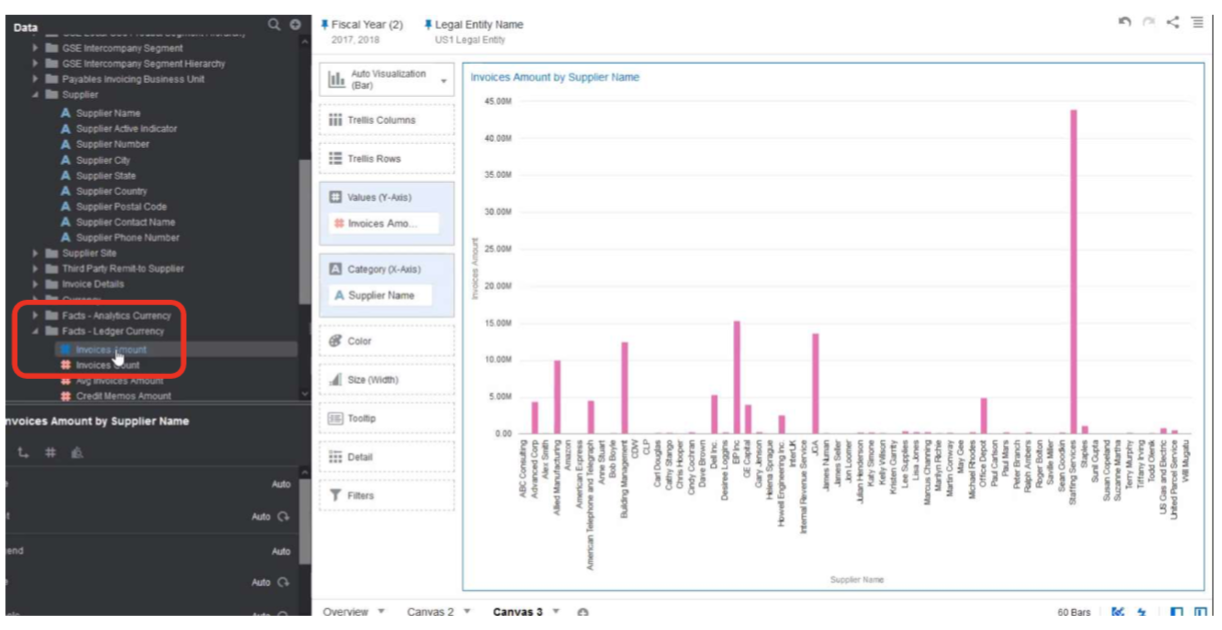 Data
GSE Intercompany Segment
GSE Intercompany Segment Hierarchy
Payables Invoicing Business Unit
Supplier
Supplier Name
Supplier Active Indicator
Supplier Number
Supplier City
Supplier State
Supplier Country
Supplier Postal Code
Supplier Contact Name
Supplier Phone Number
Supplier Site
Third Party Remit-to Supplier
Invoice Details
Currency
Facts - Analytics Currency
Facts - Ledger Currency
Invoices Amount
Invoices Count
Avg Invoices Amount
Credit Memos Amount
nvoices Amount by Supplier Name
Auto
Auto
end
Auto
Auto
Fiscal Year (2)
2017, 2018
Legal Entity Name
US1 Legal Entity
Auto Visualization
(Bar)
Trellis Columns
Trellis Rows
Values (Y-Axis)
Invoices Amo...
Category (X-Axis)
Supplier Name
Color
Size (Width)
Tooltip
Detail
Filters
Invoices Amount by Supplier Name
45.00M
40.00M
35.00M
30.00M
25.00M
20.00M
15.00M
10.00M
5.00M
0.00
Invoices Amount
ABC Consulting
Advanced Corp
Alex Smith
Allied Manufacturing
Amazon
American Express
American Telephone and Telegraph
Anne Stuart
Bob Boyle
Building Management
CDW
CLP
Carl Douglas
Cathy Stango
Chris Hooper
Cindy Cochran
Dave Brown
Dell Inc.
Desiree Loggins
EP Inc
GE Capital
Gary Jenson
Helena Sprague
Howell Engineering Inc.
InterLK
Internal Revenue Service
JGA
James Numan
James Seller
Jon Loomer
Julian Henderson
Katy Simone
Kelly Wilson
Kristen Garrity
Lee Supplies
Lisa Jones
Marcus Channing
Marilyn Richie
Martin Conway
May Gee
Michael Rhodes
Office Depot
Paul Carlson
Paul Mans
Peter Branch
Ralph Ambers
Roger Bolton
Saville Miller
Sean Goodkin
Staffing Services
Staples
Sunil Gupta
Susan Copeland
Suzanne Martha
Terry Murphy
Tiffany Irving
Todd Olenik
US Gas and Electric
United Parcel Service
Will Mugatu
Supplier Name
Overview
Canvas 2
Canvas 3
60 Bars